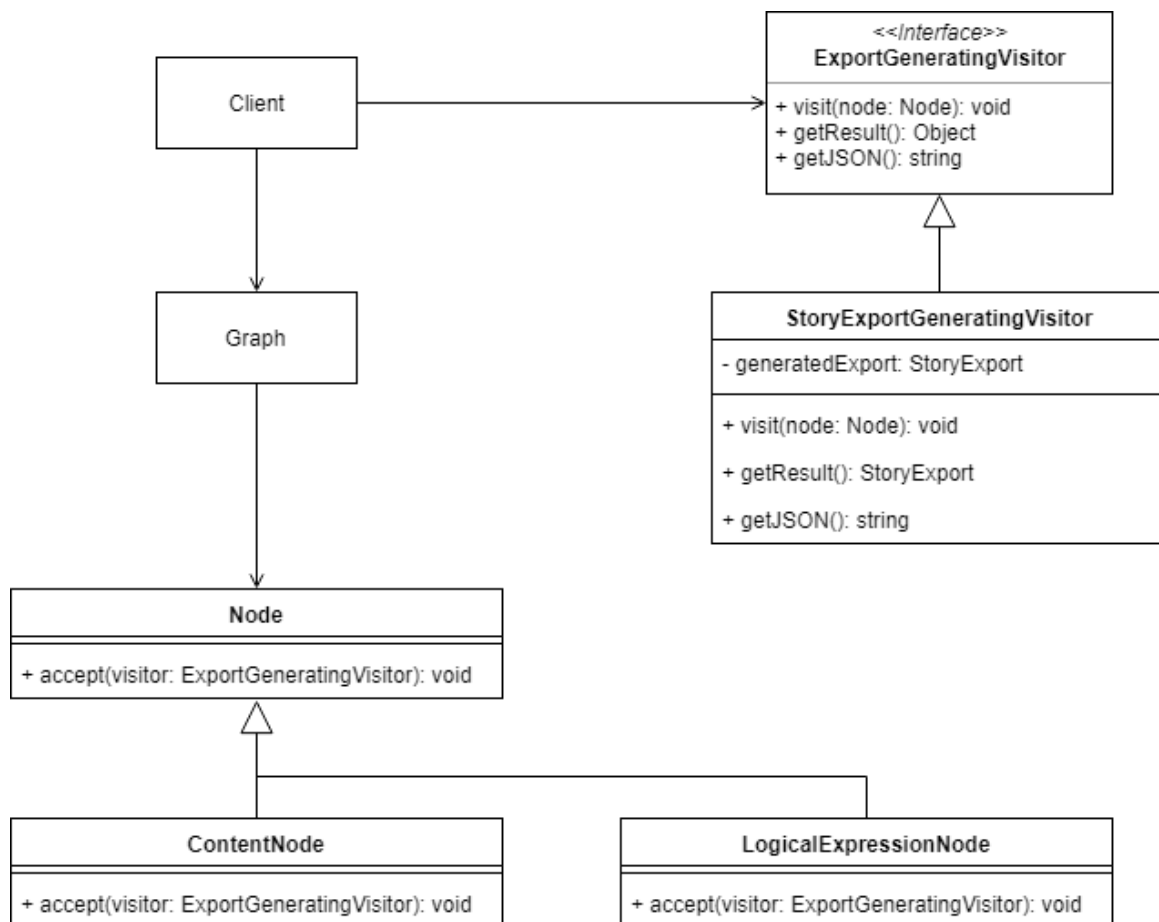 <<Interface>>
ExportGeneratingVisitor
+ visit(node: Node): void
+ getResult(): Object
+ getJSON(): string
Client
Graph
StoryExportGeneratingVisitor
- generatedExport: StoryExport
+ visit(node: Node): void
+ getResult(): StoryExport
+ getJSON(): string
Node
+ accept(visitor: ExportGeneratingVisitor): void
ContentNode
+ accept(visitor: ExportGeneratingVisitor): void
LogicalExpressionNode
+ accept(visitor: ExportGeneratingVisitor): void